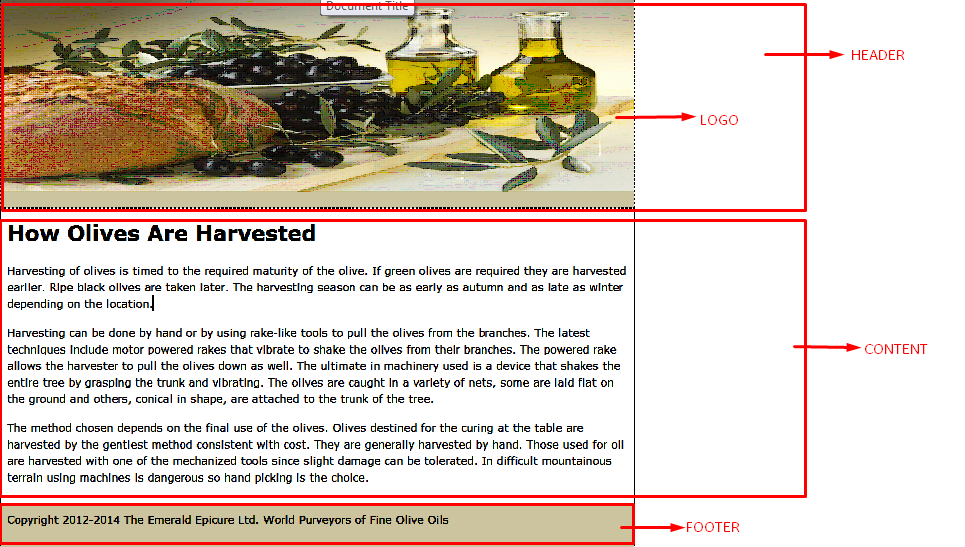 Document Title
HEADER
LOGO
How Olives Are Harvested
Harvesting of olives is timed to the required maturity of the olive. If green olives are required they are harvested
earlier. Ripe black olives are taken later. The harvesting season can be as early as autumn and as late as winter
depending on the location.
Harvesting can be done by hand or by using rake-like tools to pull the olives from the branches. The latest
techniques include motor powered rakes that vibrate to shake the olives from their branches. The powered rake
allows the harvester to pull the olives down as well. The ultimate in machinery used is a device that shakes the
entire tree by grasping the trunk and vibrating. The olives are caught in a variety of nets, some are laid flat on
the ground and others, conical in shape, are attached to the trunk of the tree.
CONTENT
The method chosen depends on the final use of the olives. Olives destined for the curing at the table are
harvested by the gentlest method consistent with cost. They are generally harvested by hand. Those used for oil
are harvested with one of the mechanized tools since slight damage can be tolerated. In difficult mountainous
terrain using machines is dangerous so hand picking is the choice.
Copyright 2012-2014 The Emerald Epicure Ltd. World Purveyors of Fine Olive Oils
FOOTER